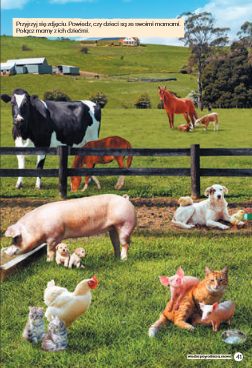 Przyjrzyj się zdjęciu. Powiedz, czy dzieci są ze swoimi mamami.
Połącz mamy z ich dziećmi.
41